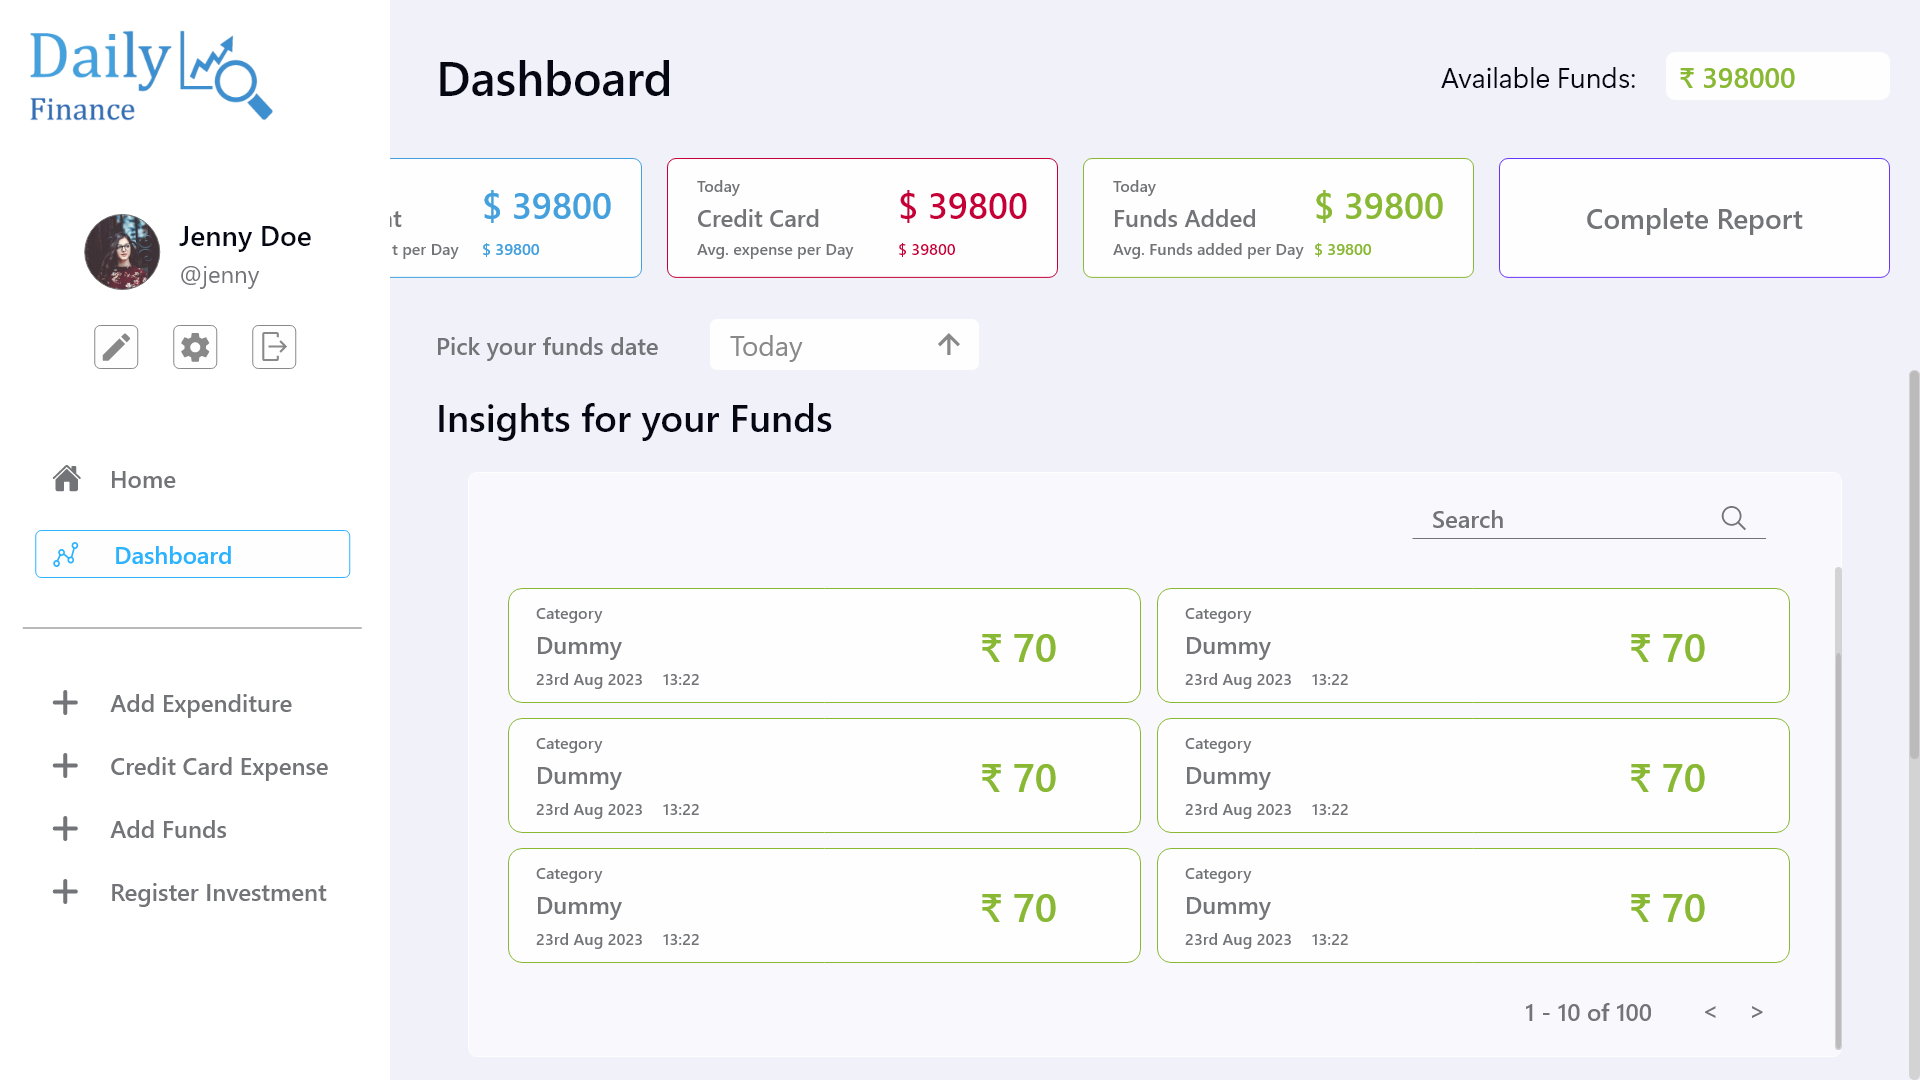 Daily
Finance
Jenny Doe
@jenny
Home
Dashboard
Add Expenditure
Credit Card Expense
Add Funds
Register Investment
Dashboard
Available Funds:
₹ 398000
t per Day
$ 39800
$ 39800
Today
Credit Card
Avg. expense per Day
$ 39800
$ 39800
Today
Funds Added
Avg. Funds added per Day
$ 39800
$ 39800
Complete Report
Pick your funds date
Today
Insights for your Funds
Search
Category
Dummy
23rd Aug 2023 13:22
₹ 70
Category
Dummy
23rd Aug 2023 13:22
₹ 70
Category
Dummy
23rd Aug 2023 13:22
₹ 70
Category
Dummy
23rd Aug 2023 13:22
₹ 70
Category
Dummy
23rd Aug 2023 13:22
₹ 70
Category
Dummy
23rd Aug 2023 13:22
₹ 70
1 - 10 of 100 < >